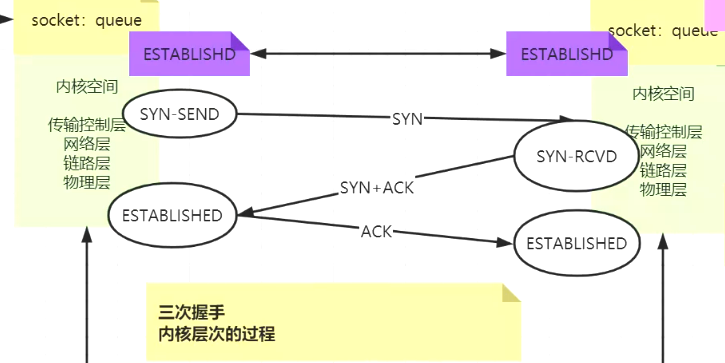 socket: queue
socket: queue
ESTABLISHD
ESTABLISHD
内核空间
内核空间
SYN-SEND
SYN
传输控制层
网络层
链路层
物理层
传输控制层
网络层
链路层
物理层
SYN-RCVD
SYN+ACK
ESTABLISHED
ACK
ESTABLISHED
三次握手
内核层次的过程